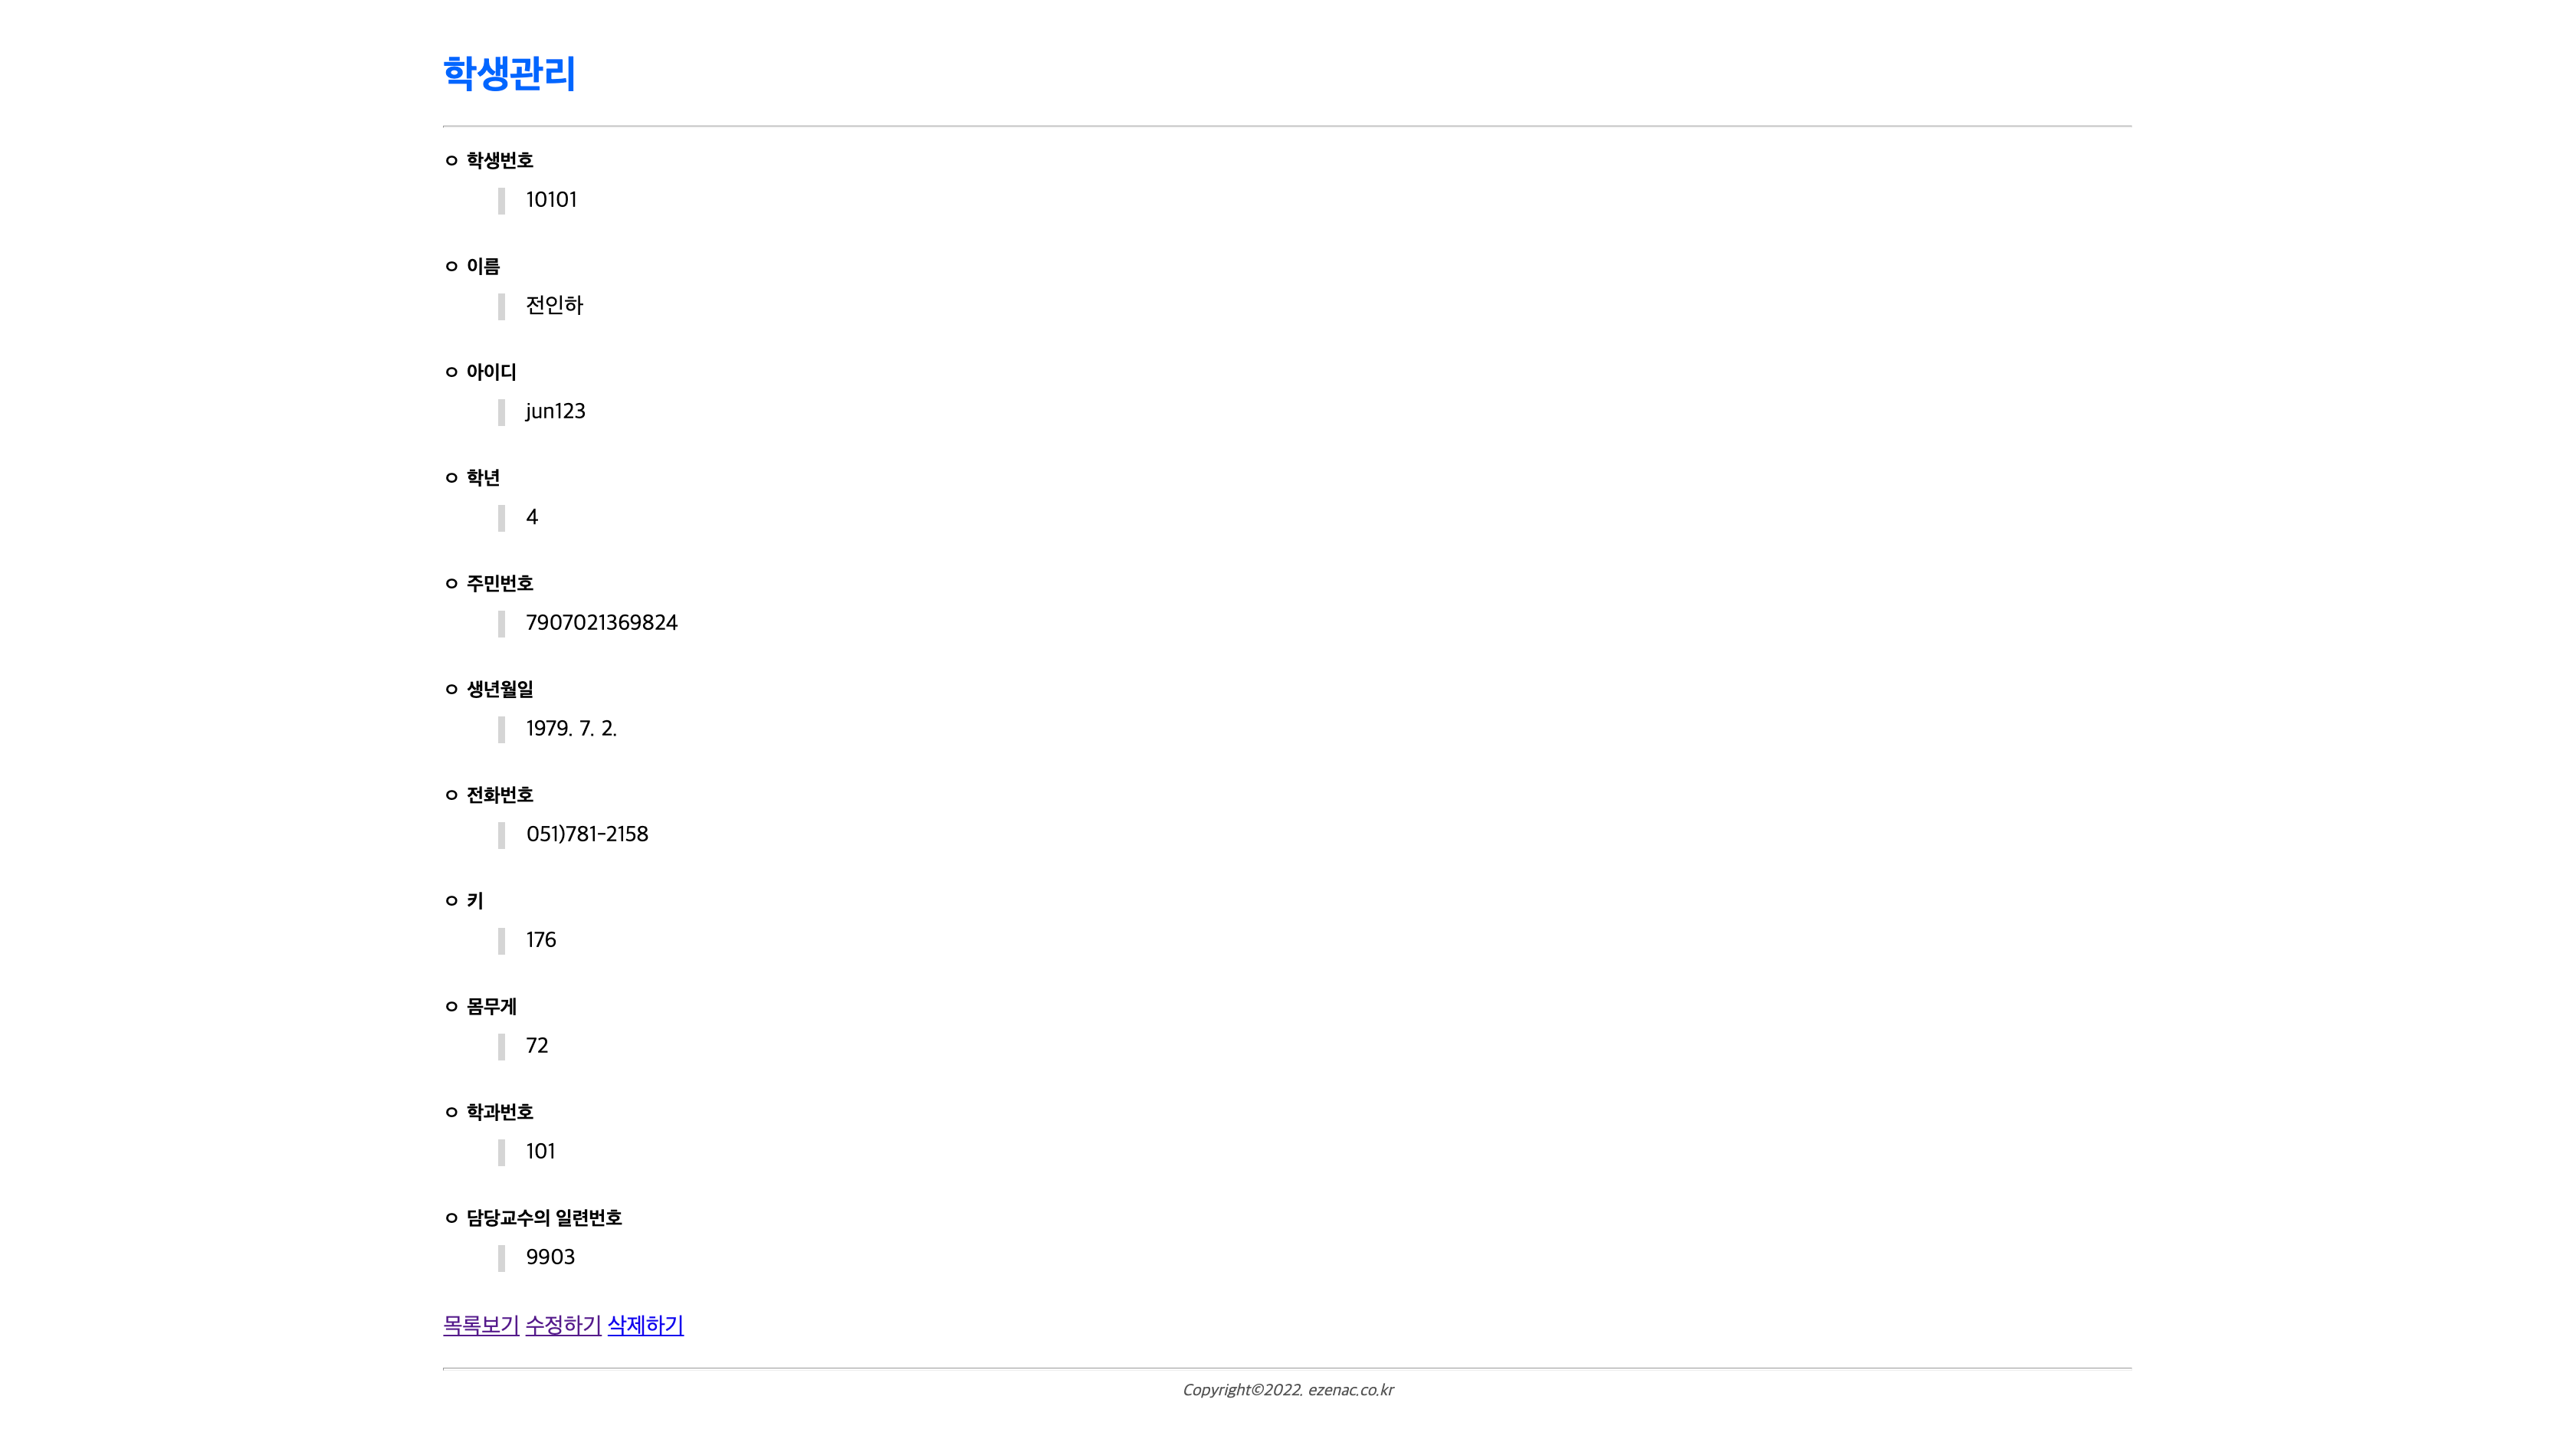 학생관리
학생번호
10101
이름
전인하
아이디
jun123
학년
4
주민번호
7907021369824
생년월일
1979. 7. 2.
전화번호
051)781-2158
키
176
몸무게
72
학과번호
101
담당교수의 일련번호
9903
목록보기 수정하기 삭제하기
Copyright©2022. ezenac.co.kr